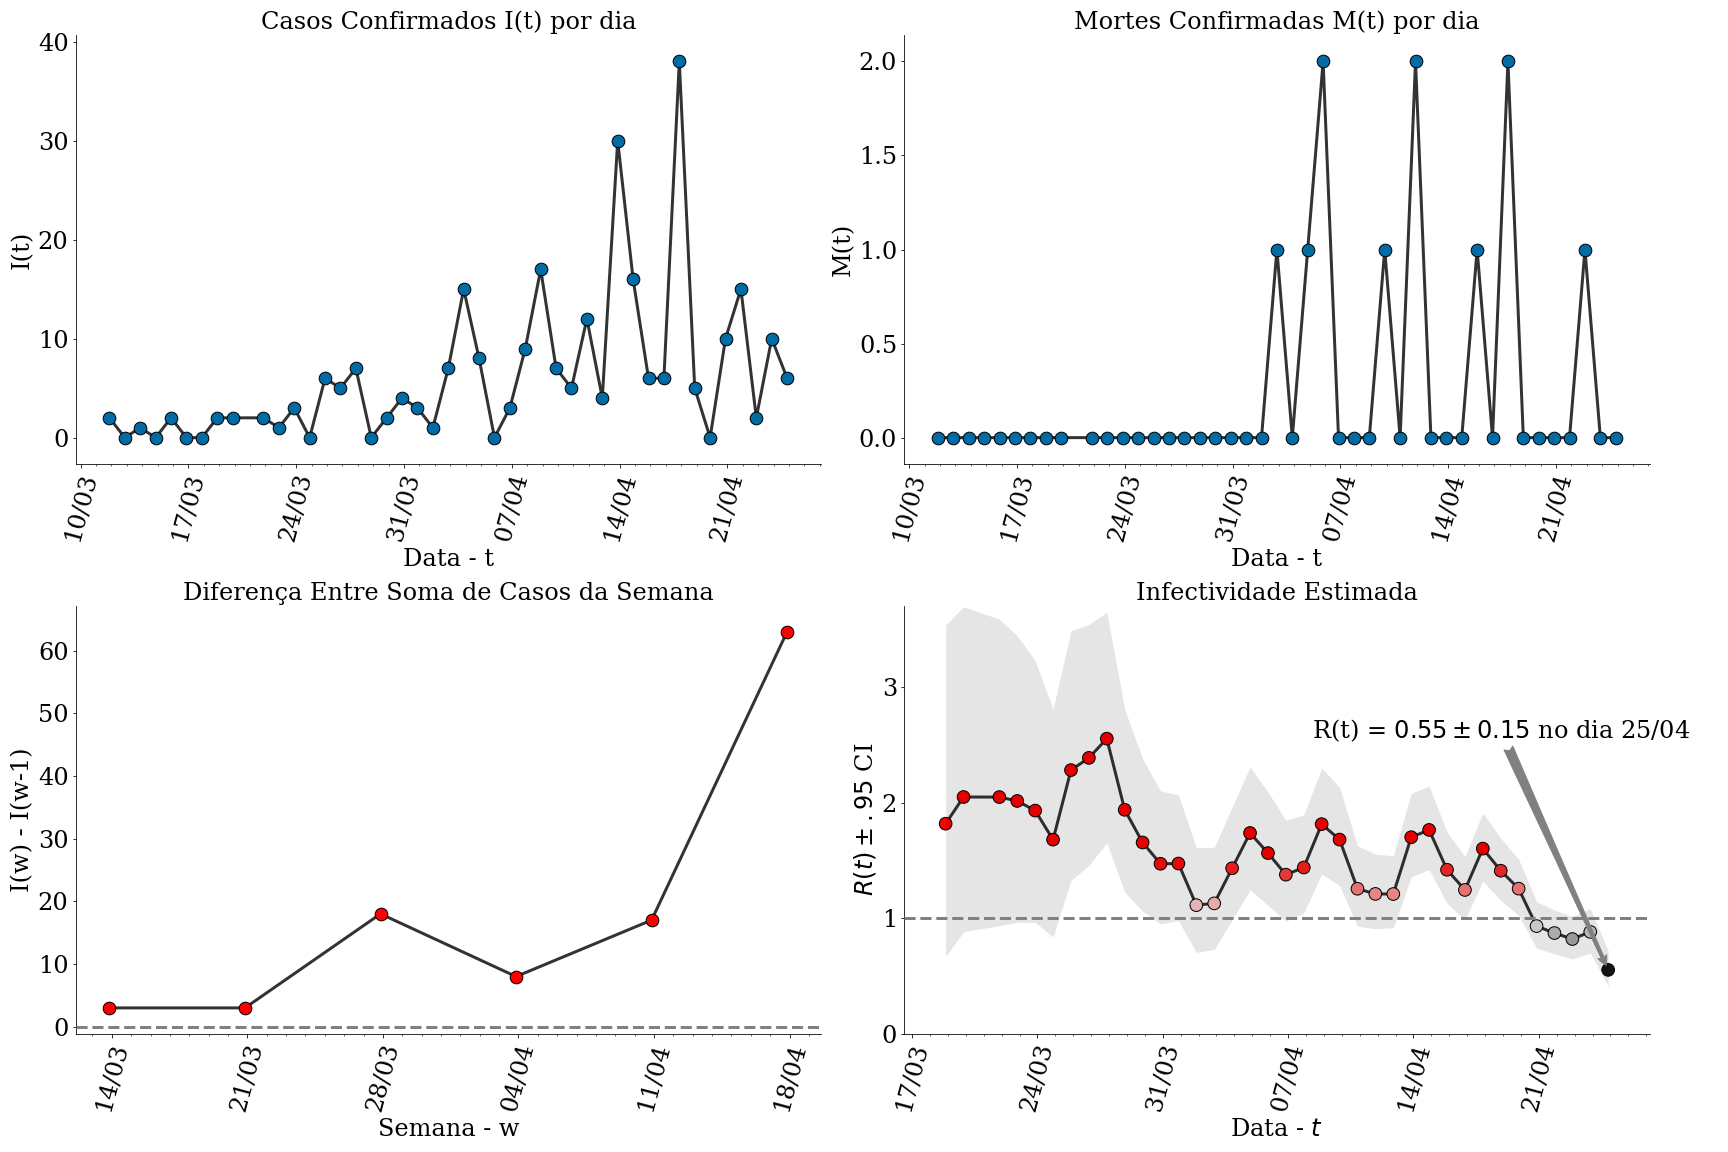 Casos Confirmados I(t) por dia
I(t)
40
30
20
10
0
10/03 17/03 24/03 31/03 07/04 14/04 21/04
Data - t
Mortes Confirmadas M(t) por dia
M(t)
2.0
1.5
1.0
0.5
0.0
10/03 17/03 24/03 31/03 07/04 14/04 21/04
Data - t
Diferença Entre Soma de Casos da Semana
I(w) - I(w-1)
60
50
40
30
20
10
0
14/03 21/03 28/03 04/04 11/04 18/04
Semana - w
Infectividade Estimada
R(t) ± .95 CI
3
2
1
0
R(t) = 0.55 ± 0.15 no dia 25/04
17/03 24/03 31/03 07/04 14/04 21/04
Data - t